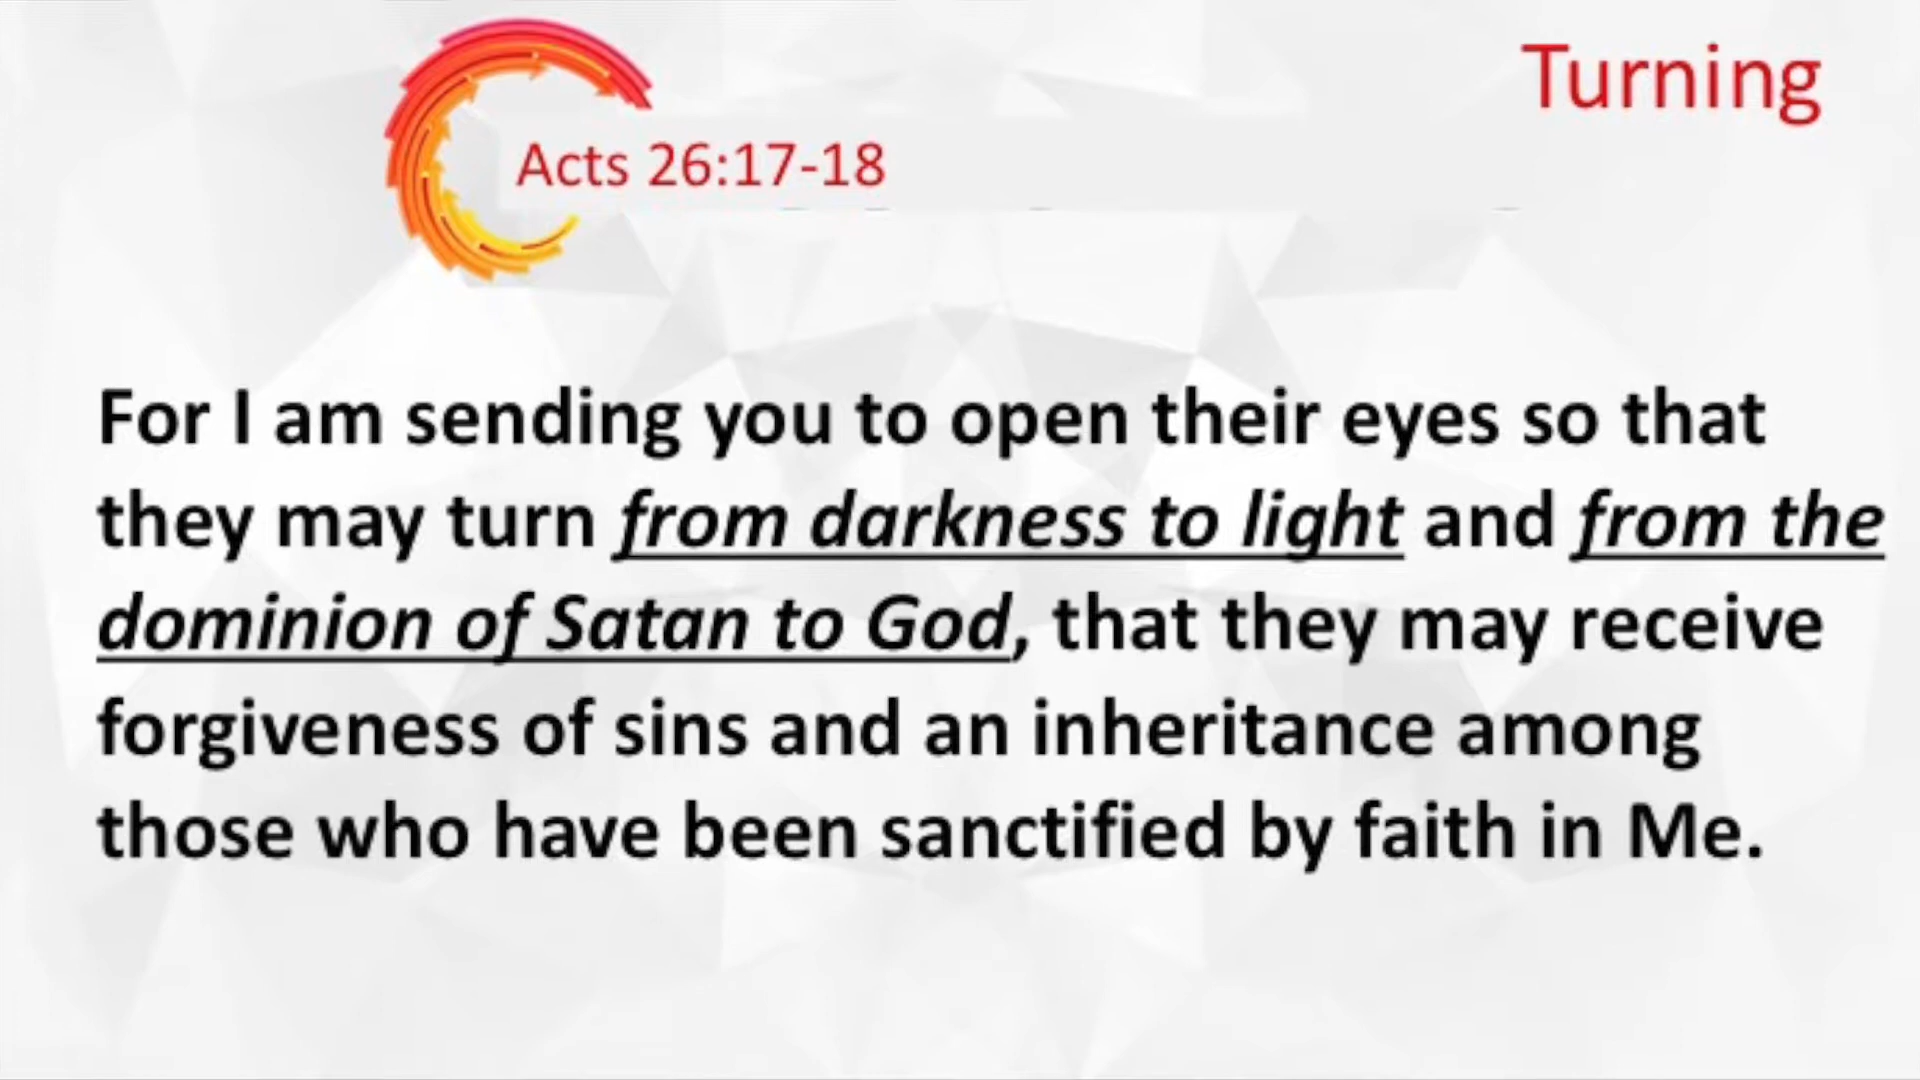 Turning
Acts 26:17-18
For I am sending you to open their eyes so that
they may turn from darkness to light and from the
dominion of Satan to God, that they may receive
forgiveness of sins and an inheritance among
those who have been sanctified by faith in Me.